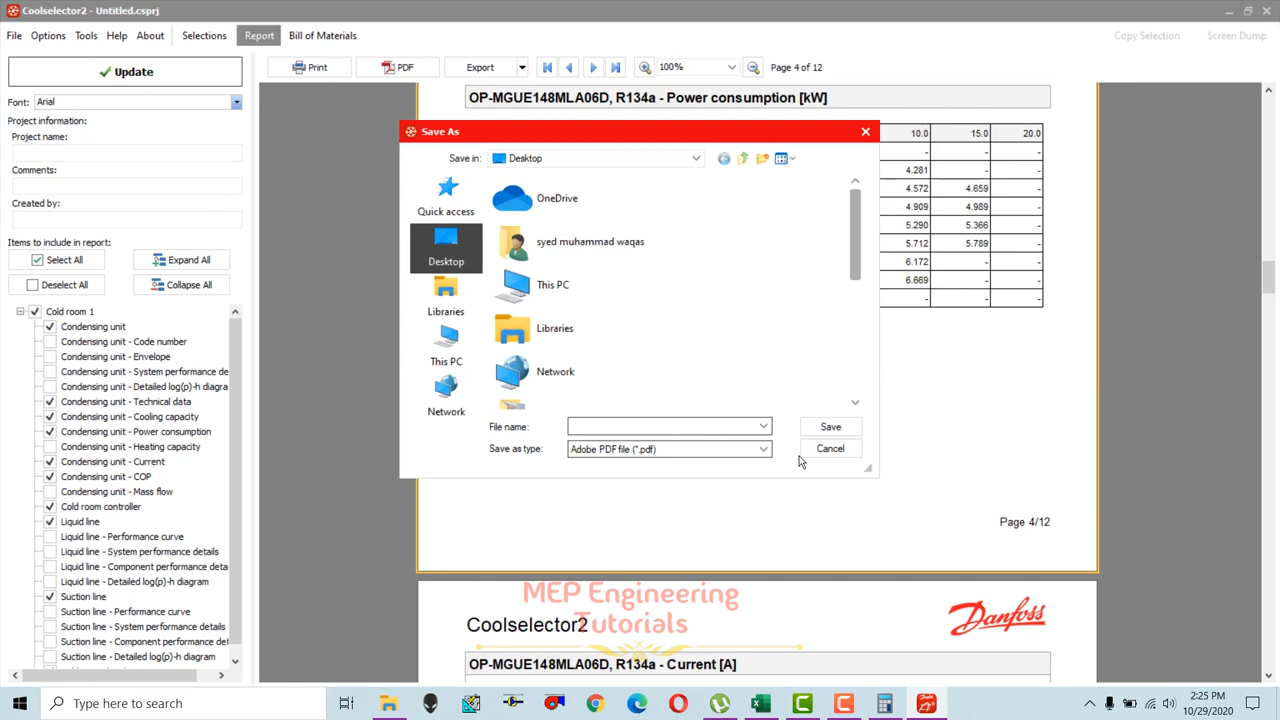 Coolselector2 - Untitled.csprj
File Options Tools Help About Selections Report Bill of Materials Copy Selection Screen Dump
Update
Print PDF Export 100% Page 4 of 12
Font: Arial
Project information:
Project name:
Comments:
Created by:
Items to include in report:
Select All Expand All
Deselect All Collapse All
Cold room 1
Condensing unit
Condensing unit - Code number
Condensing unit - Envelope
Condensing unit - System performance de
Condensing unit - Detailed log(p)-h diagra
Condensing unit - Technical data
Condensing unit - Cooling capacity
Condensing unit - Power consumption
Condensing unit - Heating capacity
Condensing unit - Current
Condensing unit - COP
Condensing unit - Mass flow
Cold room controller
Liquid line
Liquid line - Performance curve
Liquid line - System performance details
Liquid line - Component performance deta
Liquid line - Detailed log(p)-h diagram
Suction line
Suction line - Performance curve
Suction line - System performance details
Suction line - Component performance det
Suction line - Detailed log(p)-h diagram
OP-MGUE148MLA06D, R134a - Power consumption [kW]
10.0 15.0 20.0
- - -
4.281 - -
4.572 4.659 -
4.909 4.989 -
5.290 5.366 -
5.712 5.789 -
6.172 - -
6.669 - -
- - -
Save As
Save in: Desktop
Quick access
Desktop
Libraries
This PC
Network
OneDrive
syed muhammad waqas
This PC
Libraries
Network
File name: Save
Save as type: Adobe PDF file (*.pdf) Cancel
Page 4/12
MEP Engineering
Tutorials
Coolselector2
Danfoss
OP-MGUE148MLA06D, R134a - Current [A]
Type here to search
2:25 PM
10/29/2020